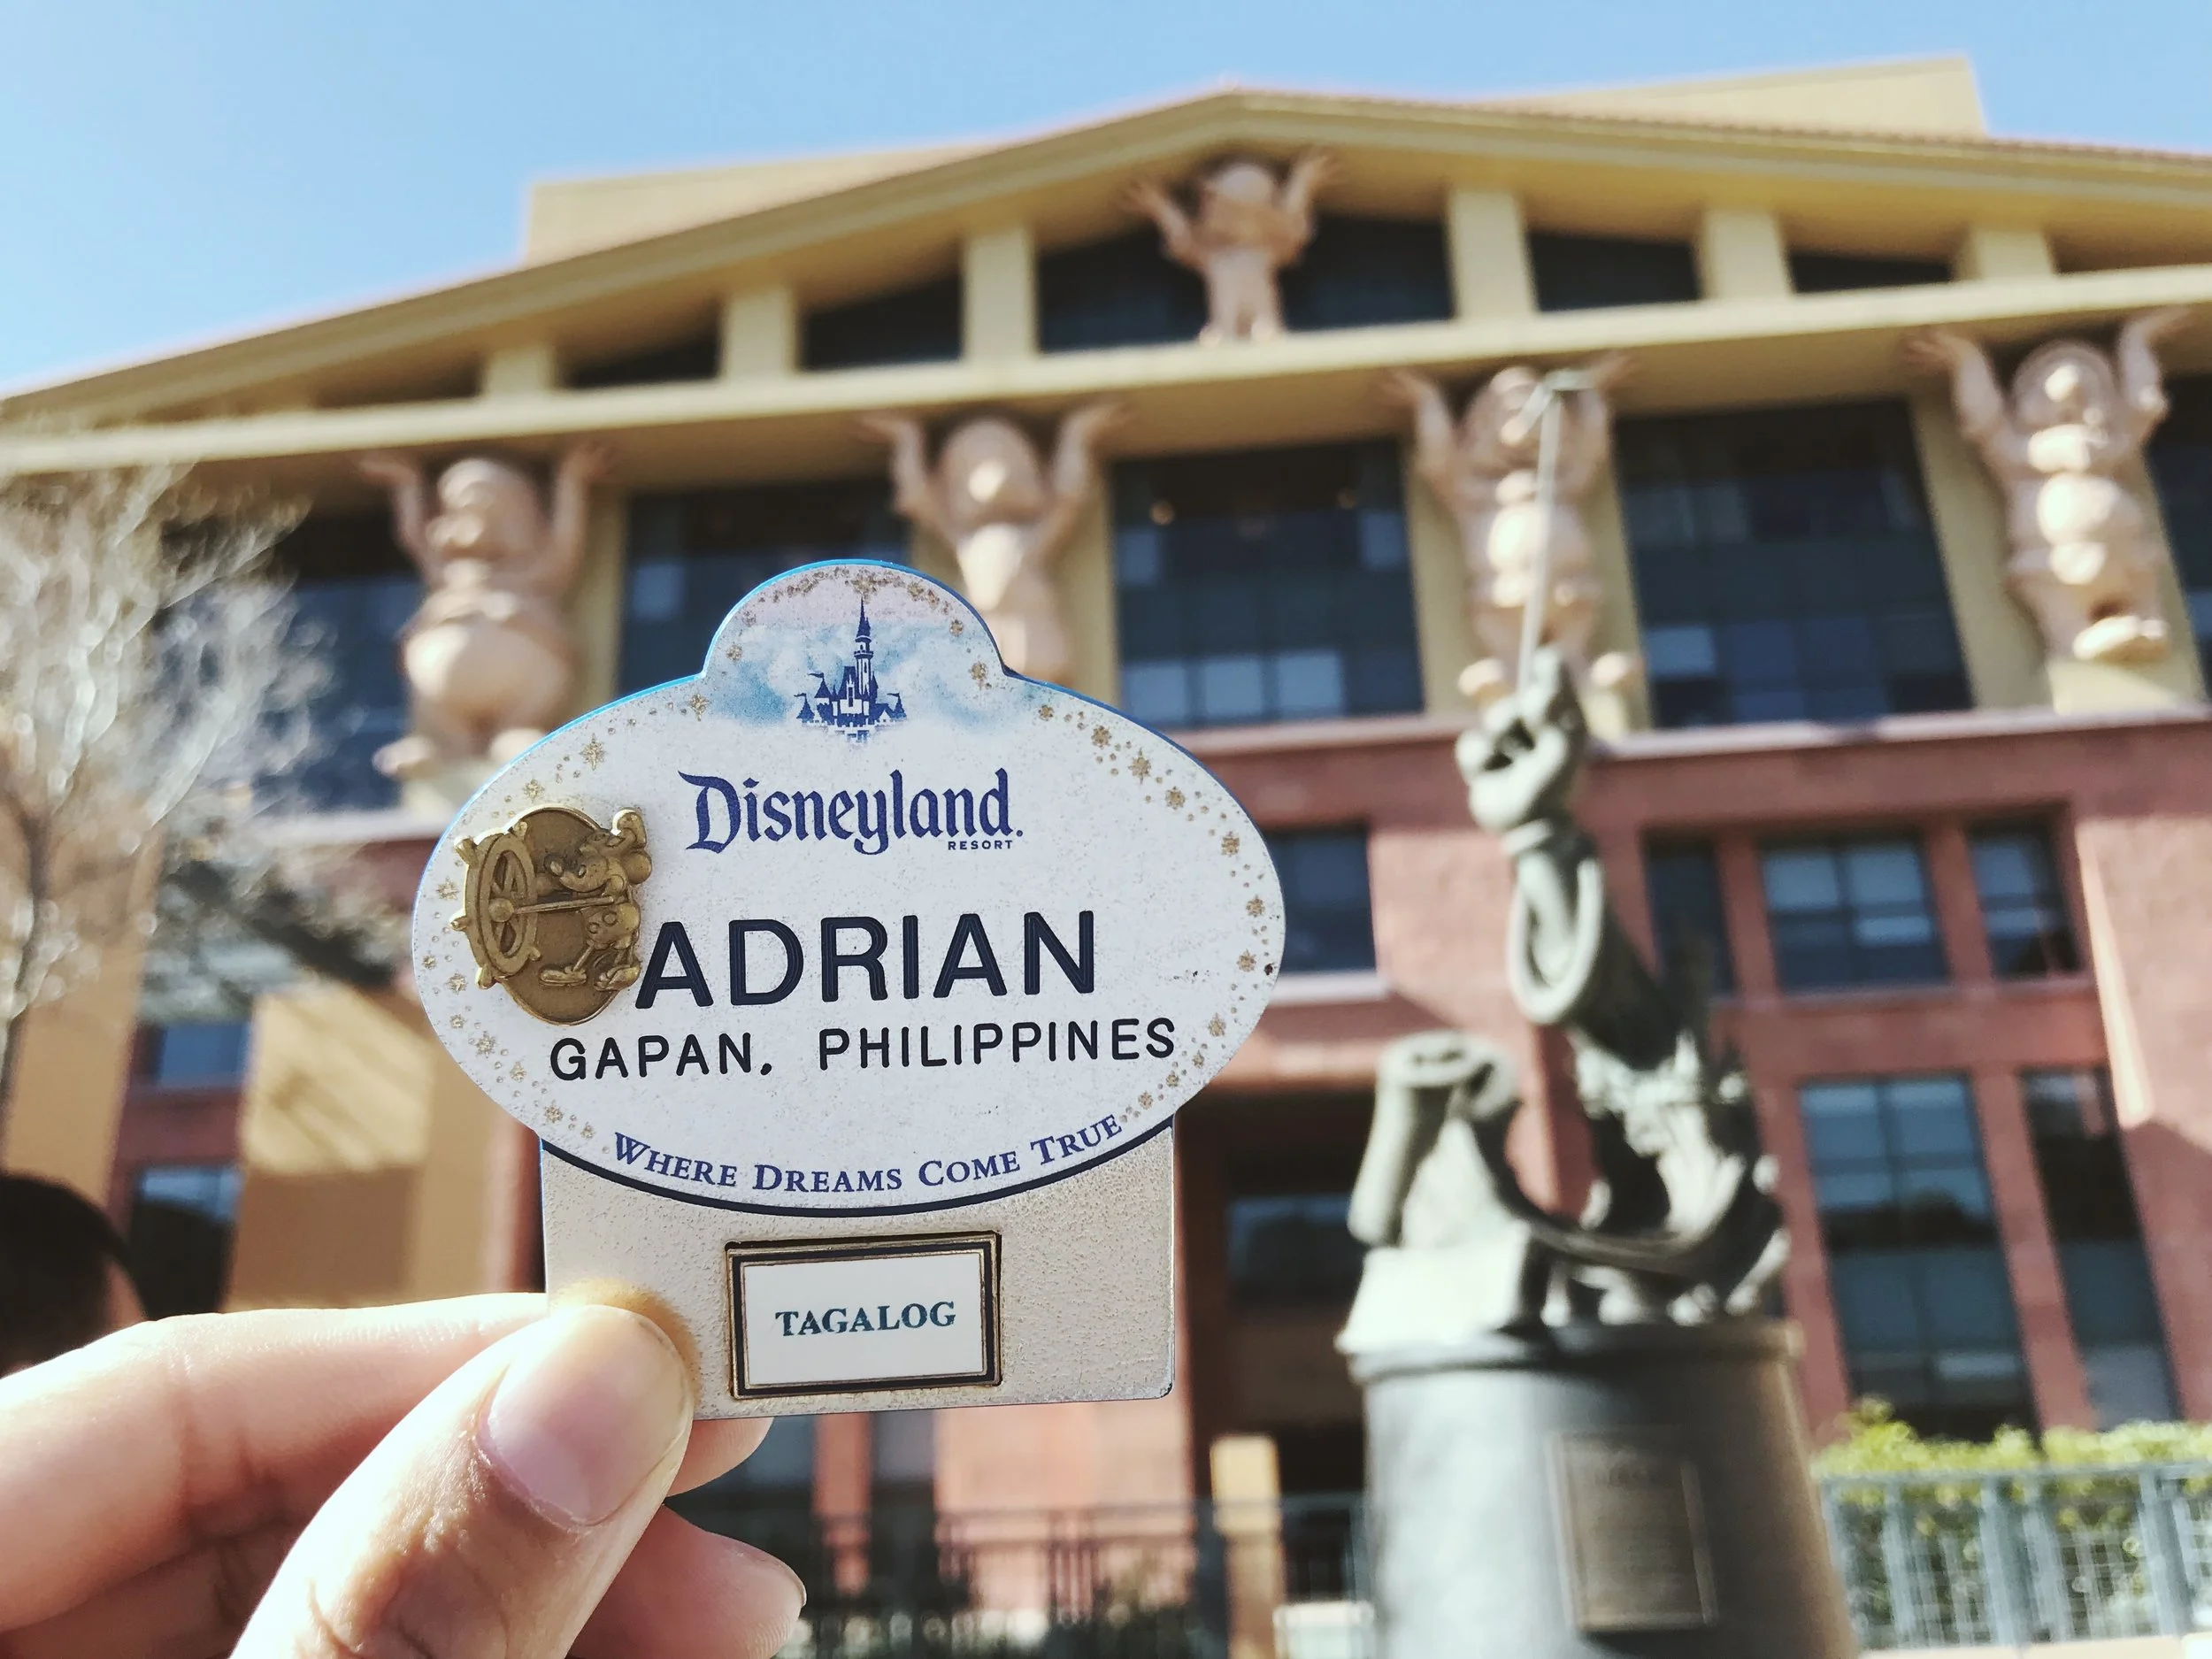 Disneyland
RESORT
ADRIAN
GAPAN, PHILIPPINES
WHERE DREAMS COME TRUE
TAGALOG